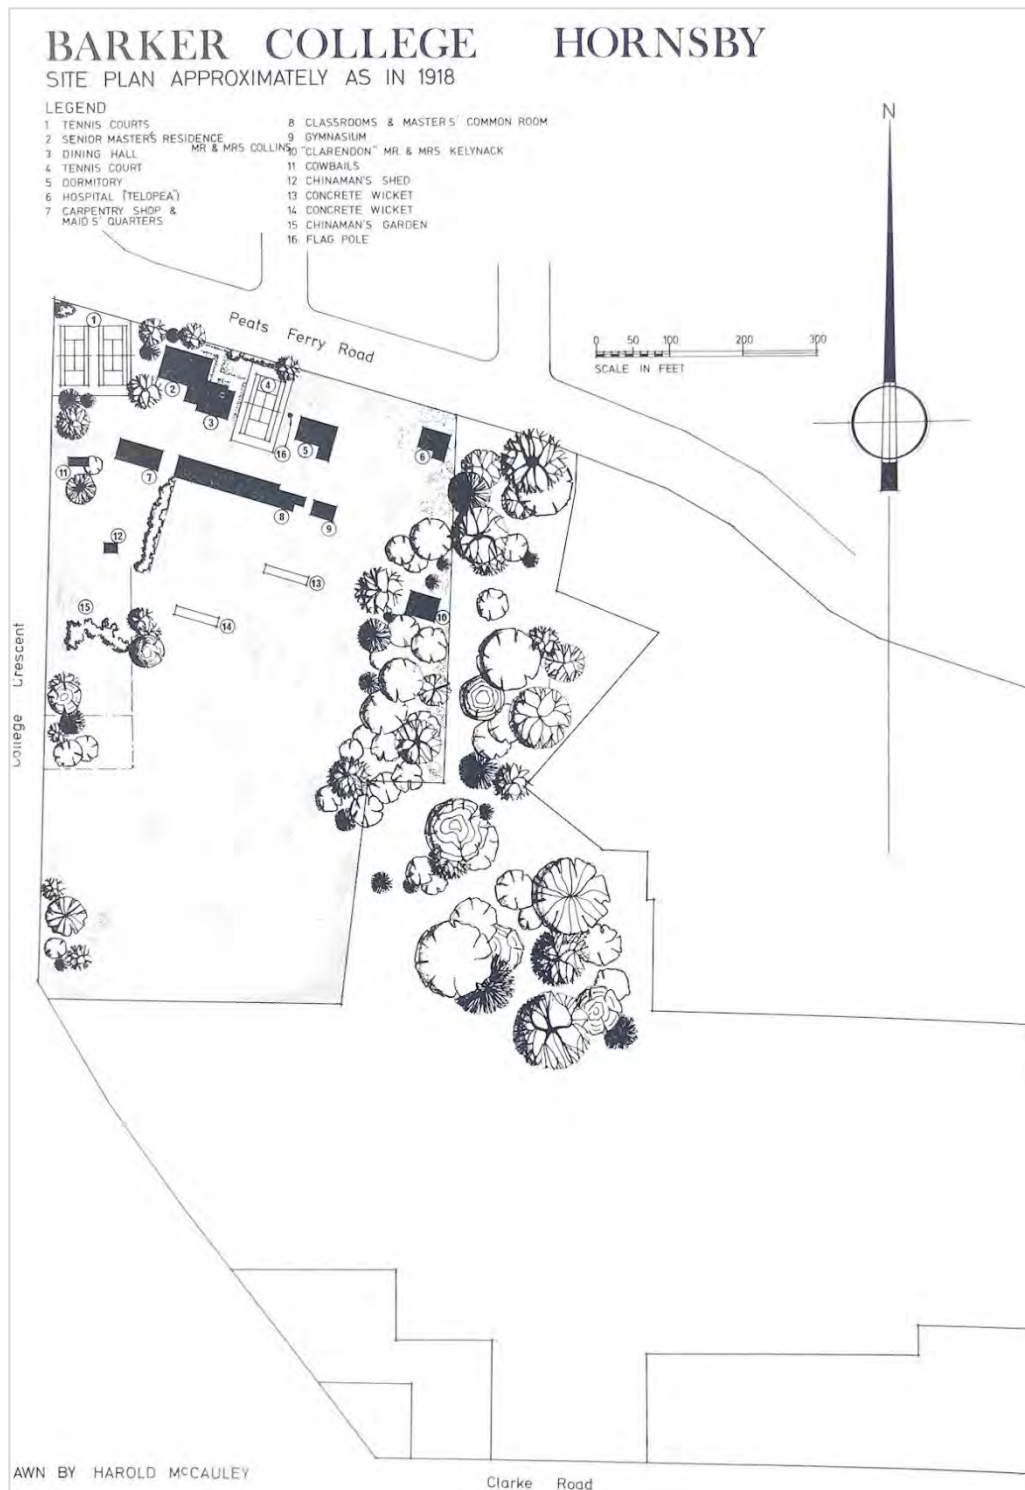 BARKER COLLEGE HORNSBY
SITE PLAN APPROXIMATELY AS IN 1918
LEGEND
1 TENNIS COURTS
2 SENIOR MASTER'S RESIDENCE
MR & MRS COLLINS
3 DINING HALL
4 TENNIS COURT
5 DORMITORY
6 HOSPITAL (TELOPEA)
7 CARPENTRY SHOP &
MAIDS' QUARTERS
8 CLASSROOMS & MASTERS' COMMON ROOM
9 GYMNASIUM
10 "CLARENDON" MR. & MRS. KELYNACK
11 COWBAILS
12 CHINAMAN'S SHED
13 CONCRETE WICKET
14 CONCRETE WICKET
15 CHINAMAN'S GARDEN
16 FLAG POLE
N
Peats Ferry Road
0 50 100 200 300
SCALE IN FEET
1
2
3
4
16
5
6
7
8
9
11
12
13
14
15
10
College Crescent
AWN BY HAROLD McCAULEY
Clarke Road